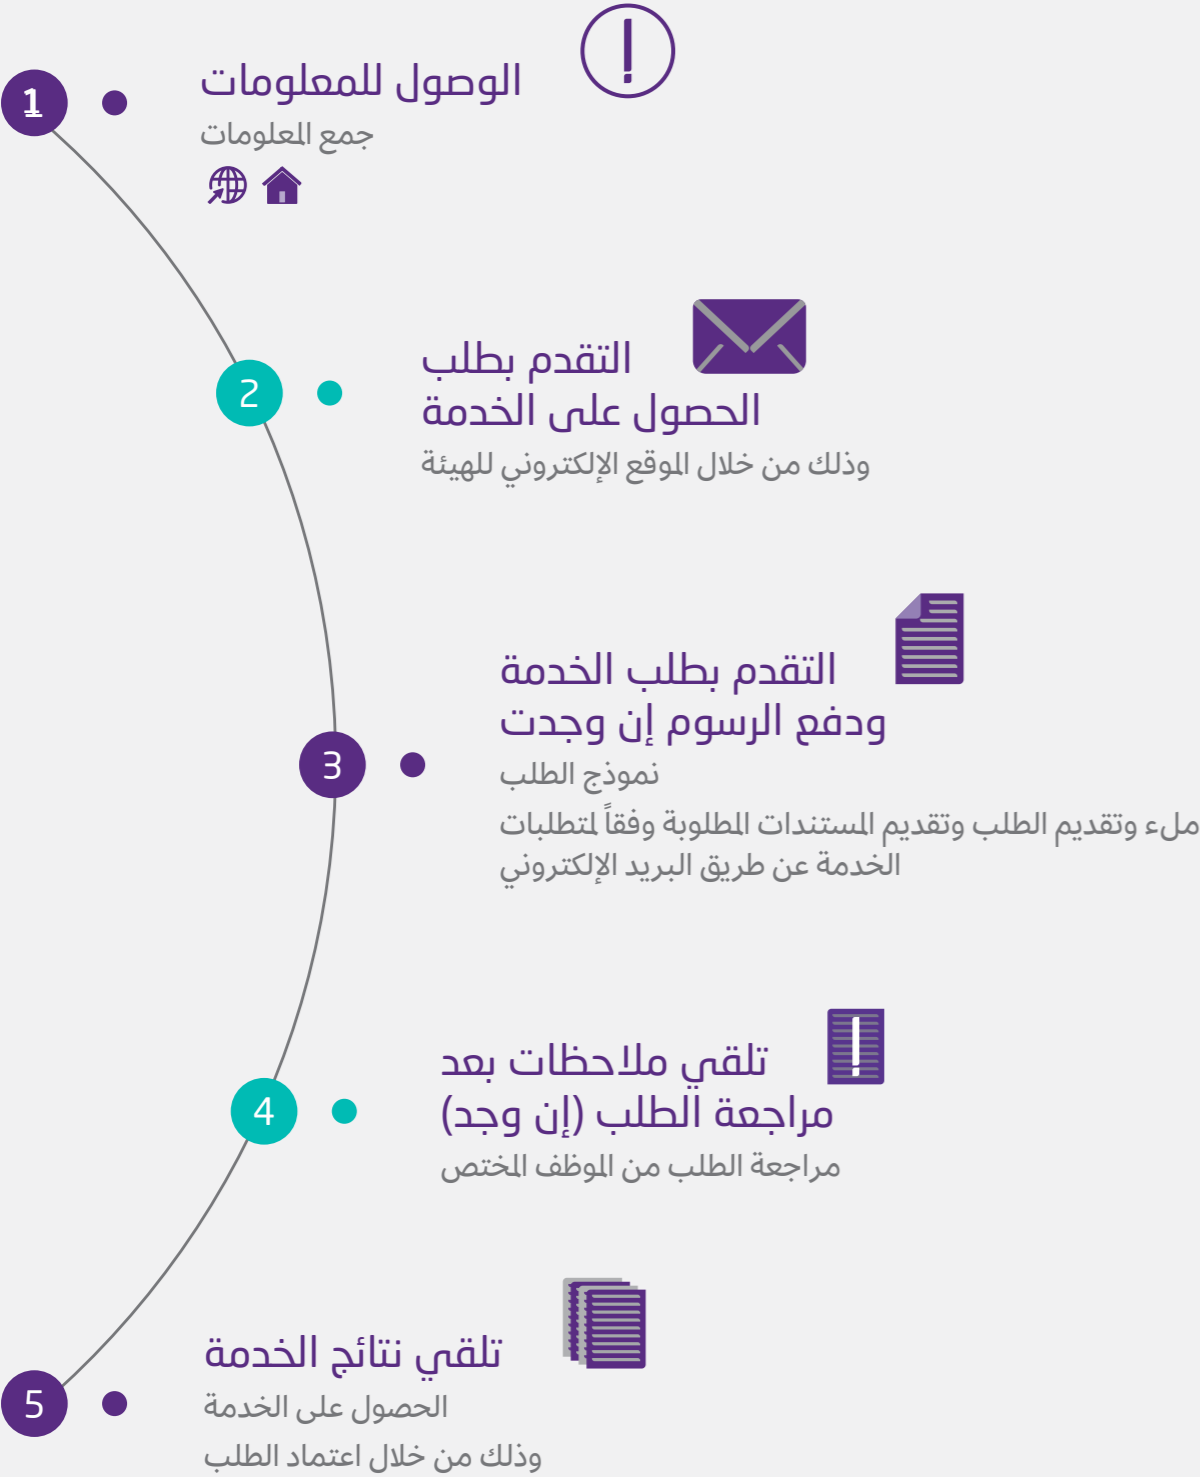 1
الوصول للمعلومات
جمع المعلومات
2
التقدم بطلب
الحصول على الخدمة
وذلك من خلال الموقع الإلكتروني للهيئة
3
التقدم بطلب الخدمة
ودفع الرسوم إن وجدت
نموذج الطلب
ملء وتقديم الطلب وتقديم المستندات المطلوبة وفقاً لمتطلبات
الخدمة عن طريق البريد الإلكتروني
4
تلقي ملاحظات بعد
مراجعة الطلب (إن وجد)
مراجعة الطلب من الموظف المختص
5
تلقي نتائج الخدمة
الحصول على الخدمة
وذلك من خلال اعتماد الطلب